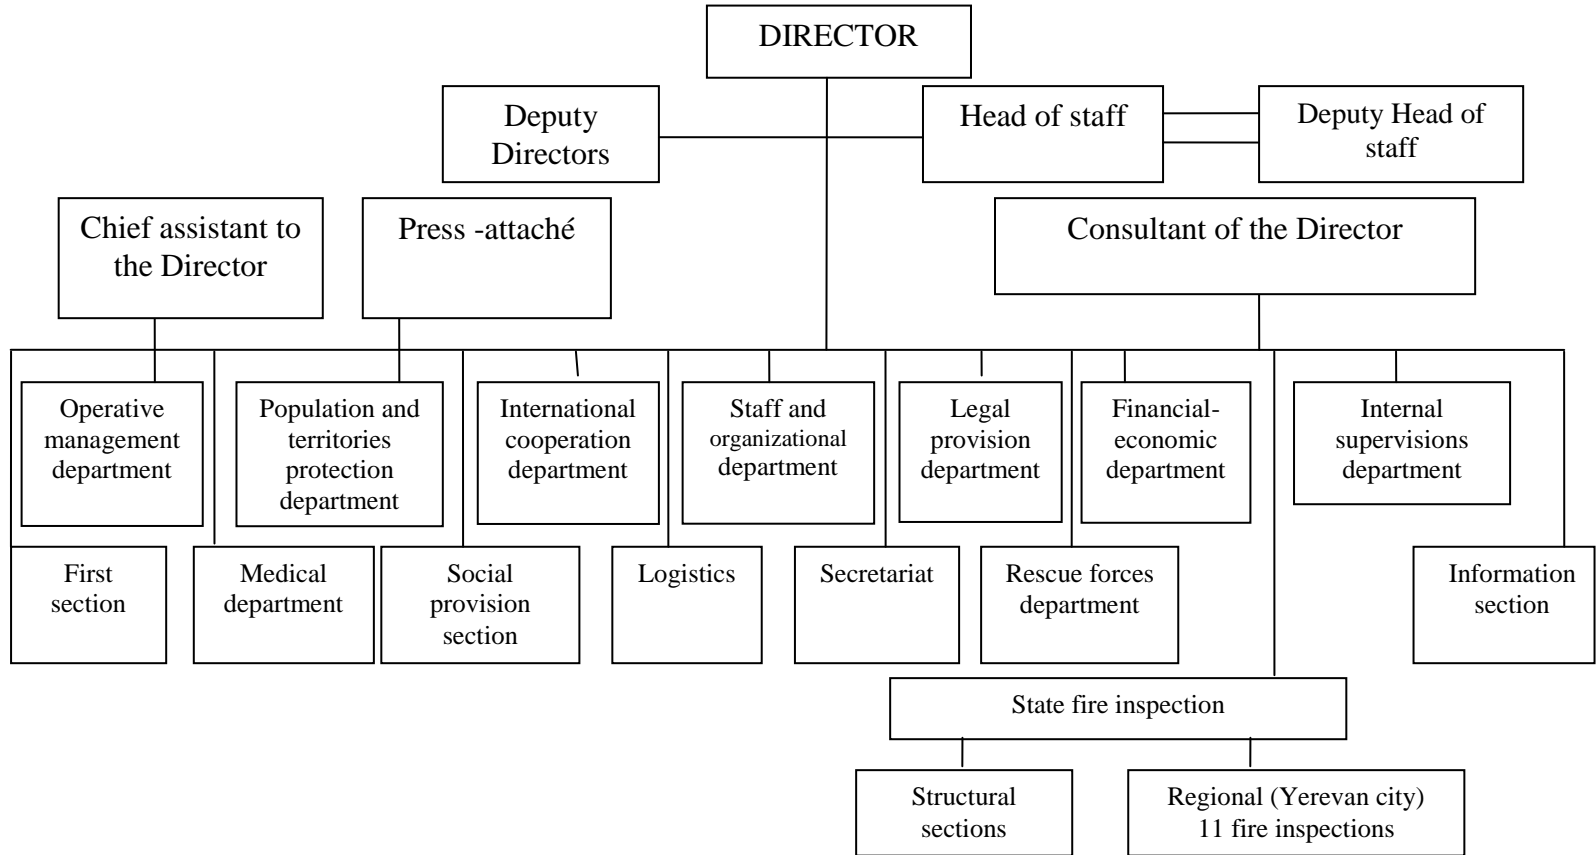 DIRECTOR
Deputy
Directors
Head of staff
Deputy Head of
staff
Chief assistant to
the Director
Press -attaché
Consultant of the Director
Operative
management
department
Population and
territories
protection
department
International
cooperation
department
Staff and
organizational
department
Legal
provision
department
Financial-
economic
department
Internal
supervisions
department
First
section
Medical
department
Social
provision
section
Logistics
Secretariat
Rescue forces
department
Information
section
State fire inspection
Structural
sections
Regional (Yerevan city)
11 fire inspections